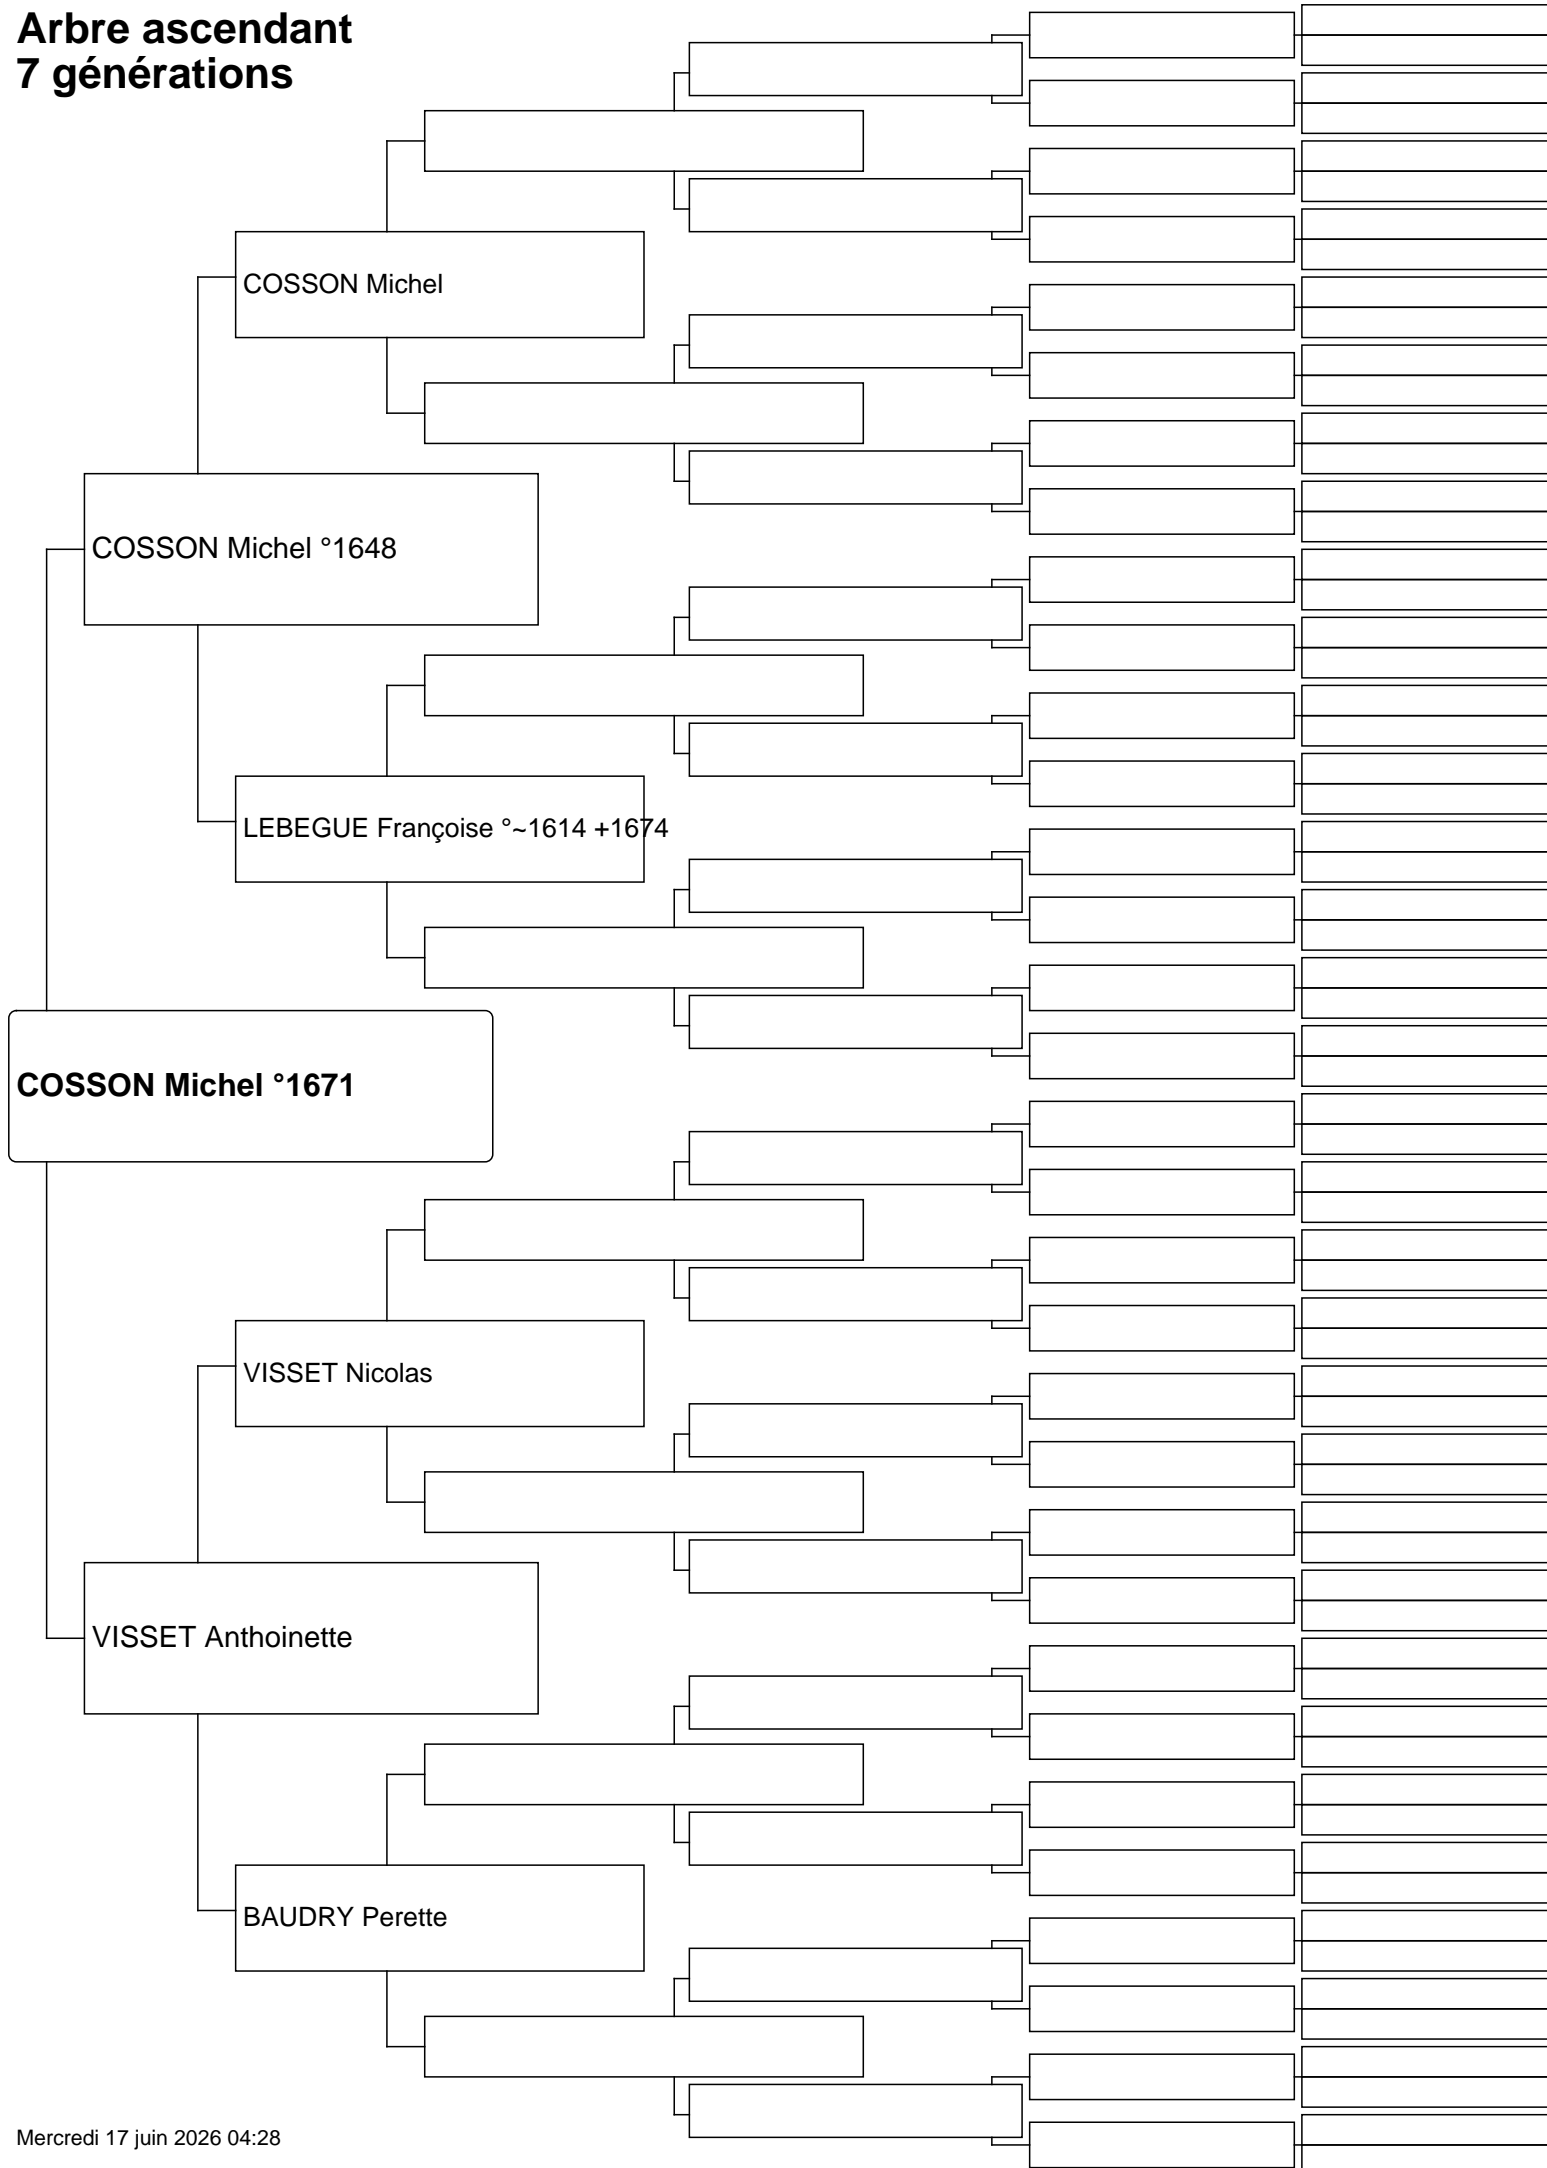 Arbre ascendant
7 générations
COSSON Michel
COSSON Michel °1648
LEBEGUE Françoise °~1614 +1674
COSSON Michel °1671
VISSET Nicolas
VISSET Anthoinette
BAUDRY Perette
Mercredi 17 juin 2026 04:28